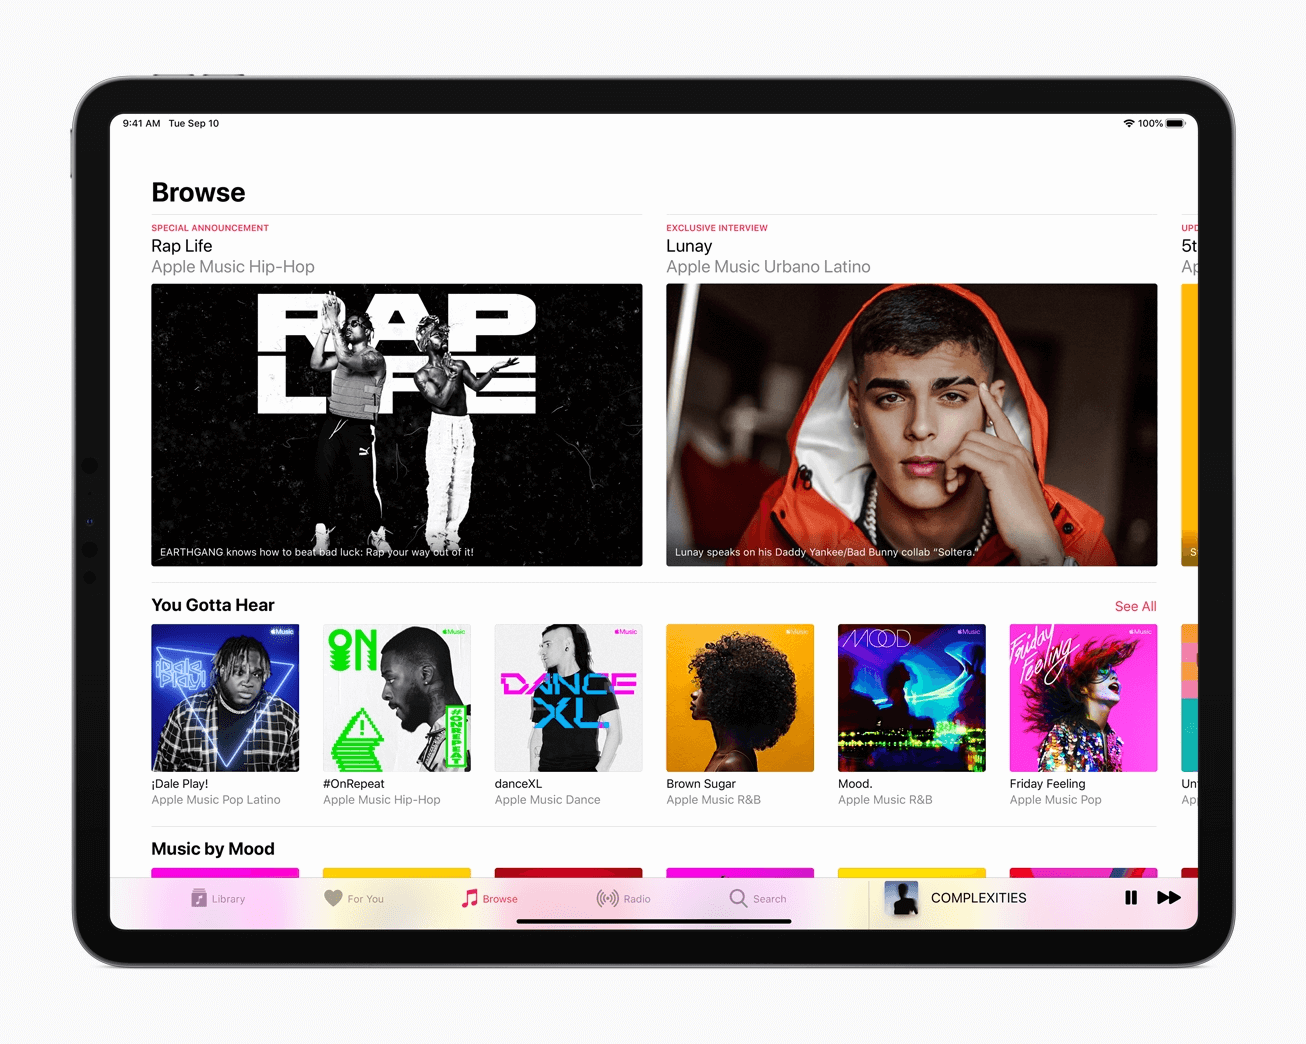 9:41 AM Tue Sep 10
100%
Browse
SPECIAL ANNOUNCEMENT
Rap Life
Apple Music Hip-Hop
RAP
LIFE
EARTHGANG knows how to beat bad luck: Rap your way out of it!
EXCLUSIVE INTERVIEW
Lunay
Apple Music Urbano Latino
Lunay speaks on his Daddy Yankee/Bad Bunny collab “Soltera.”
UPD
5t
Ap
S
You Gotta Hear
See All
Music
¡Dale
Play!
¡Dale Play!
Apple Music Pop Latino
Music
ON
#ONREPEAT
#OnRepeat
Apple Music Hip-Hop
Music
DANCE
XL
danceXL
Apple Music Dance
Music
Brown Sugar
Apple Music R&B
Music
MOOD
Mood.
Apple Music R&B
Music
Friday
Feeling
Friday Feeling
Apple Music Pop
Un
Ap
Music by Mood
Library
For You
Browse
Radio
Search
COMPLEXITIES